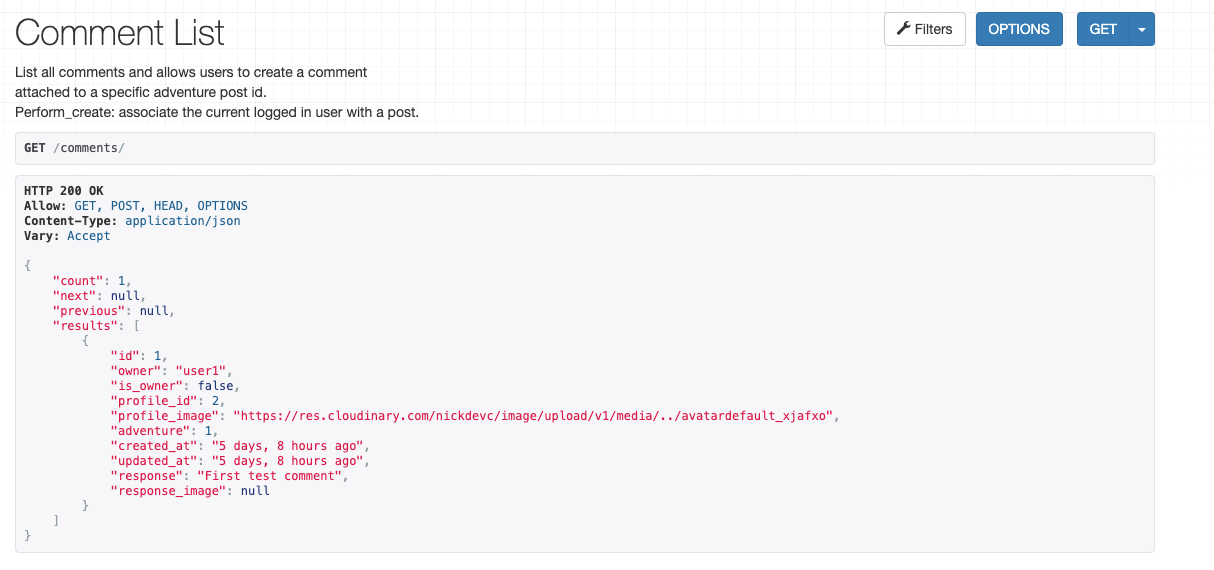 Comment List
Filters
OPTIONS
GET
List all comments and allows users to create a comment
attached to a specific adventure post id.
Perform_create: associate the current logged in user with a post.
GET /comments/
HTTP 200 OK
Allow: GET, POST, HEAD, OPTIONS
Content-Type: application/json
Vary: Accept
{
    "count": 1,
    "next": null,
    "previous": null,
    "results": [
        {
            "id": 1,
            "owner": "user1",
            "is_owner": false,
            "profile_id": 2,
            "profile_image": "https://res.cloudinary.com/nickdevc/image/upload/v1/media/../avatardefault_xjafxo",
            "adventure": 1,
            "created_at": "5 days, 8 hours ago",
            "updated_at": "5 days, 8 hours ago",
            "response": "First test comment",
            "response_image": null
        }
    ]
}